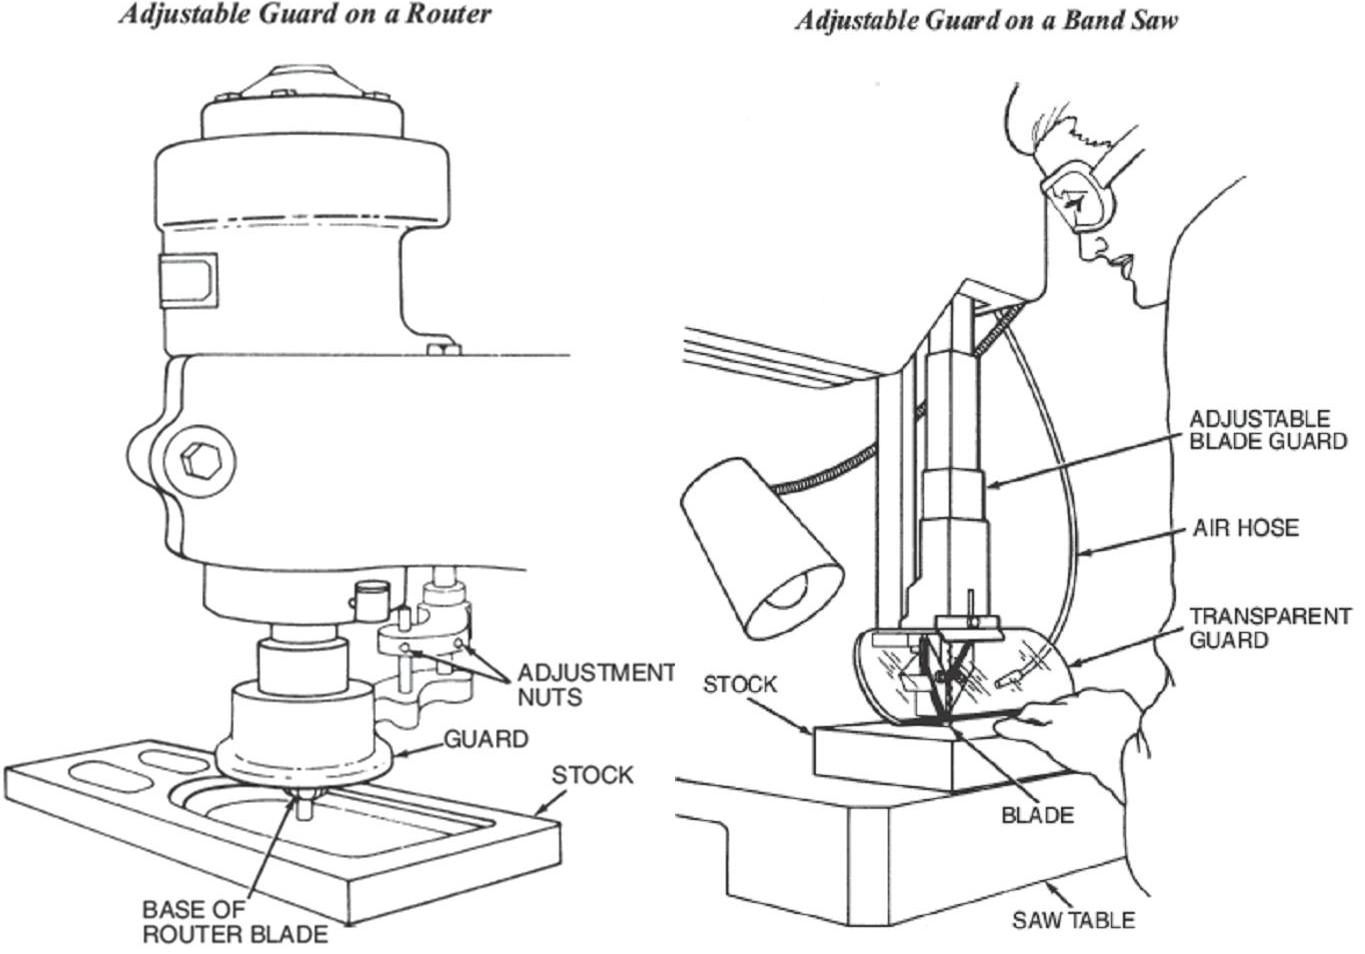 Adjustable Guard on a Router
ADJUSTMENT
NUTS
GUARD
STOCK
BASE OF
ROUTER BLADE
Adjustable Guard on a Band Saw
ADJUSTABLE
BLADE GUARD
AIR HOSE
TRANSPARENT
GUARD
STOCK
BLADE
SAW TABLE